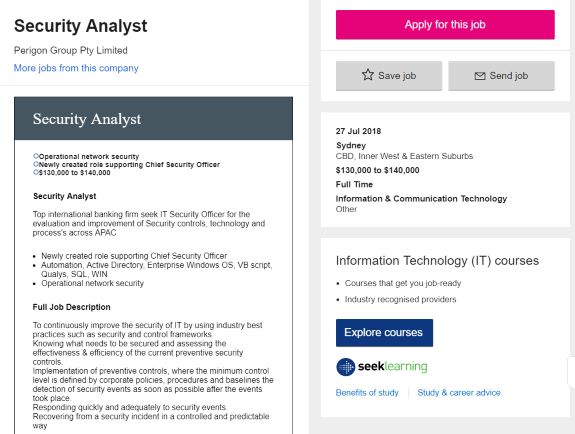 Security Analyst
Perigon Group Pty Limited
More jobs from this company
Security Analyst
Operational network security
Newly created role supporting Chief Security Officer
$130,000 to $140,000
Security Analyst
Top international banking firm seek IT Security Officer for the
evaluation and improvement of Security controls, technology and
process's across APAC
Newly created role supporting Chief Security Officer
Automation, Active Directory, Enterprise Windows OS, VB script,
Qualys, SQL, WIN
Operational network security
Full Job Description
To continuously improve the security of IT by using industry best
practices such as security and control frameworks
Knowing what needs to be secured and assessing the
effectiveness & efficiency of the current preventive security
controls.
Implementation of preventive controls, where the minimum control
level is defined by corporate policies, procedures and baselines the
detection of security events as soon as possible after the events
took place.
Responding quickly and adequately to security events.
Recovering from a security incident in a controlled and predictable
way
Apply for this job
Save job
Send job
27 Jul 2018
Sydney
CBD, Inner West & Eastern Suburbs
$130,000 to $140,000
Full Time
Information & Communication Technology
Other
Information Technology (IT) courses
Courses that get you job-ready
Industry recognised providers
Explore courses
seeklearning
Benefits of study
Study & career advice